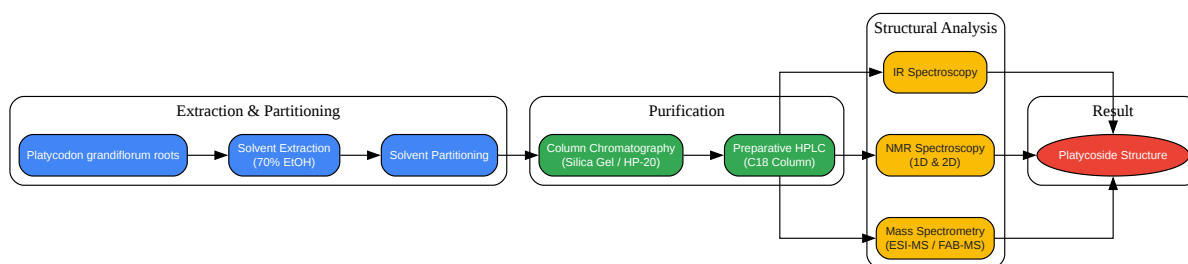 Extraction & Partitioning
Platycodon grandiflorum roots
Solvent Extraction
(70% EtOH)
Solvent Partitioning
Purification
Column Chromatography
(Silica Gel / HP-20)
Preparative HPLC
(C18 Column)
Structural Analysis
IR Spectroscopy
NMR Spectroscopy
(1D & 2D)
Mass Spectrometry
(ESI-MS / FAB-MS)
Result
Platycoside Structure